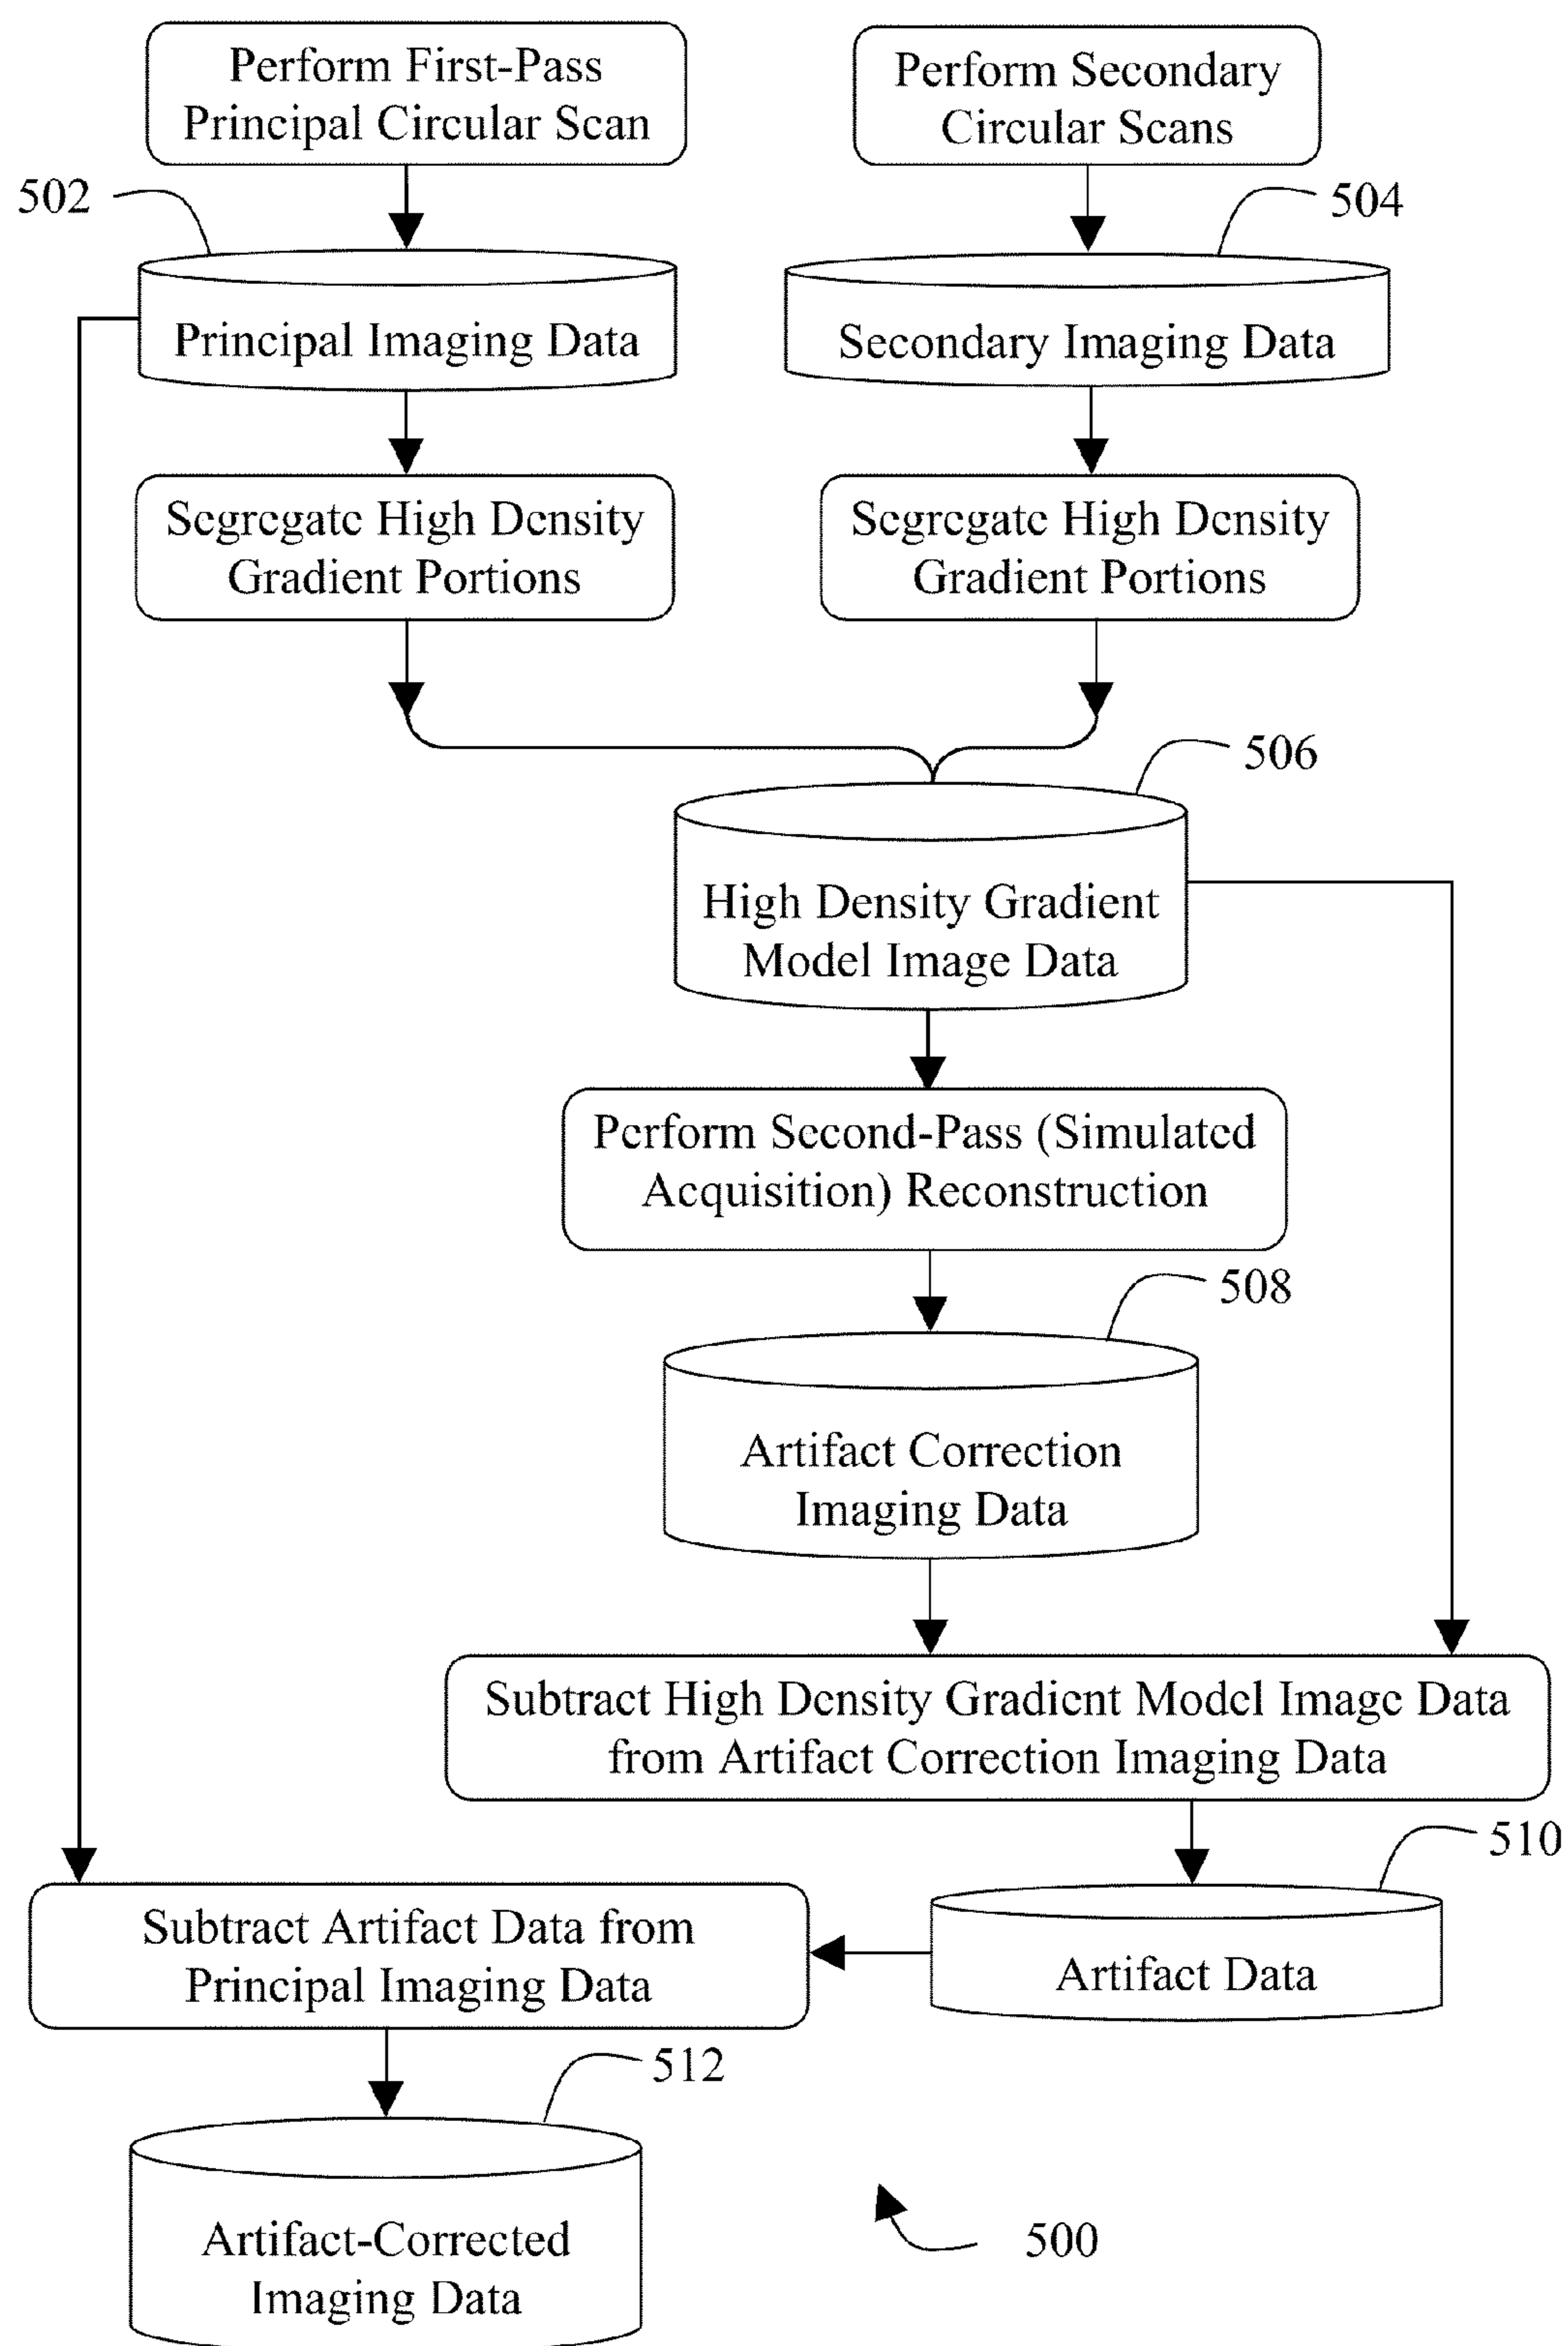 Perform First-Pass
Principal Circular Scan
Perform Secondary
Circular Scans
502
504
Principal Imaging Data
Secondary Imaging Data
Segregate High Density
Gradient Portions
Segregate High Density
Gradient Portions
506
High Density Gradient
Model Image Data
Perform Second-Pass (Simulated
Acquisition) Reconstruction
508
Artifact Correction
Imaging Data
Subtract High Density Gradient Model Image Data
from Artifact Correction Imaging Data
510
Subtract Artifact Data from
Principal Imaging Data
Artifact Data
512
Artifact-Corrected
Imaging Data
500